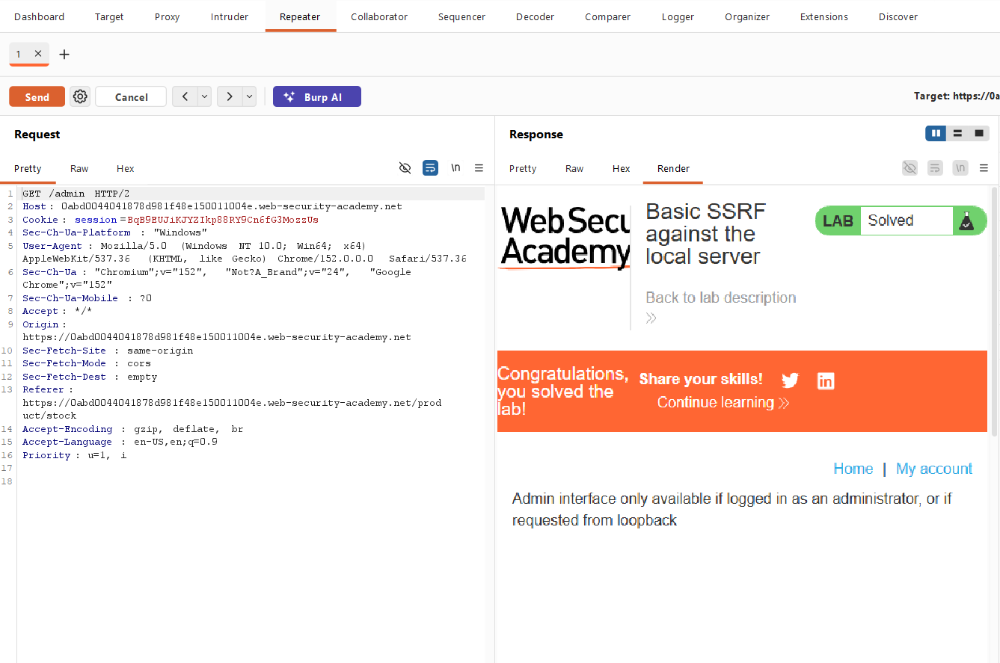 Dashboard Target Proxy Intruder Repeater Collaborator Sequencer Decoder Comparer Logger Organizer Extensions Discover
1 × +
Send Cancel < > Burp AI Target: https://0a
Request
Pretty Raw Hex \n
1 GET /admin HTTP/2
2 Host: 0abd0044041878d981f48e150011004e.web-security-academy.net
3 Cookie: session=BqB9EUJiKJYZIkp88RY9Cn6fG3MozzUs
4 Sec-Ch-Ua-Platform : "Windows"
5 User-Agent: Mozilla/5.0 (Windows NT 10.0; Win64; x64)
AppleWebKit/537.36 (KHTML, like Gecko) Chrome/152.0.0.0 Safari/537.36
6 Sec-Ch-Ua: "Chromium";v="152", "Not?A_Brand";v="24", "Google
Chrome";v="152"
7 Sec-Ch-Ua-Mobile : ?0
8 Accept: */*
9 Origin:
https://0abd0044041878d981f48e150011004e.web-security-academy.net
10 Sec-Fetch-Site : same-origin
11 Sec-Fetch-Mode : cors
12 Sec-Fetch-Dest : empty
13 Referer:
https://0abd0044041878d981f48e150011004e.web-security-academy.net/prod
uct/stock
14 Accept-Encoding : gzip, deflate, br
15 Accept-Language : en-US,en;q=0.9
16 Priority: u=1, i
17
18
Response
Pretty Raw Hex Render \n
Web Secu
Academy
Basic SSRF
against the
local server
Back to lab description
LAB Solved
Congratulations,
you solved the
lab!
Share your skills!
in
Continue learning
Home | My account
Admin interface only available if logged in as an administrator, or if
requested from loopback